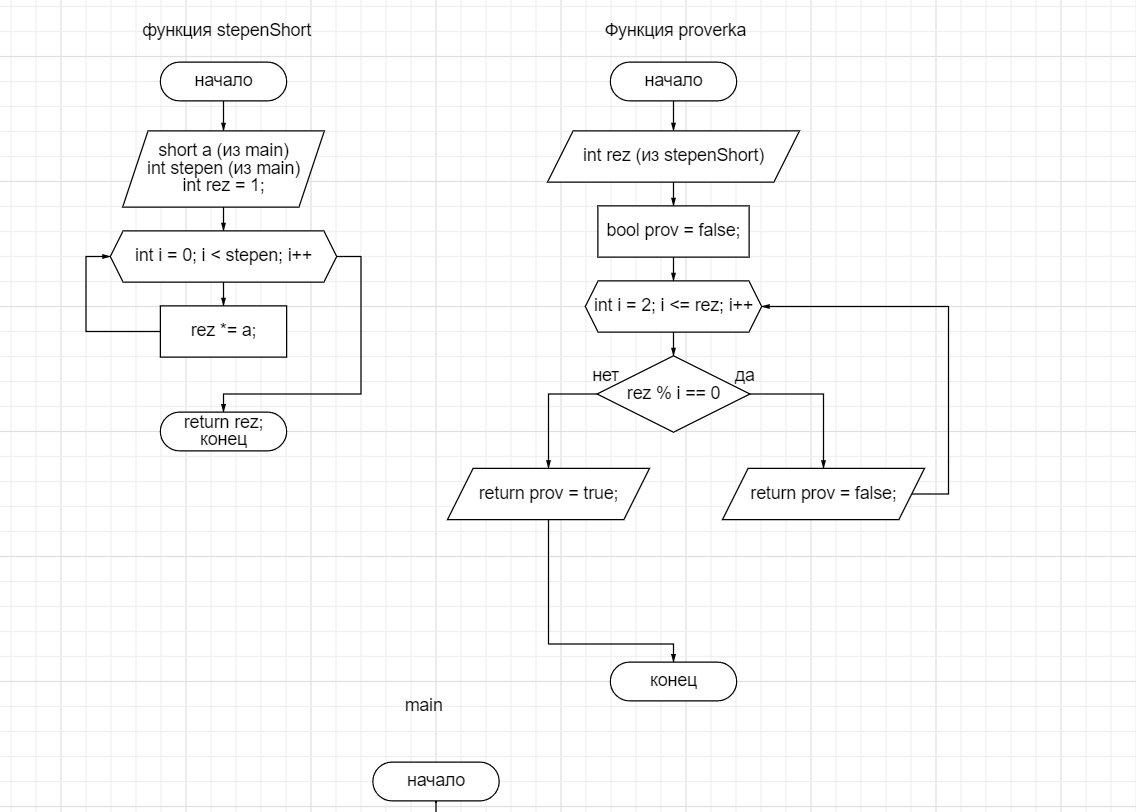 функция stepenShort
начало
short a (из main)
int stepen (из main)
int rez = 1;
int i = 0; i < stepen; i++
rez *= a;
return rez;
конец
Функция proverka
начало
int rez (из stepenShort)
bool prov = false;
int i = 2; i <= rez; i++
нет
да
rez % i == 0
return prov = true;
return prov = false;
конец
main
начало